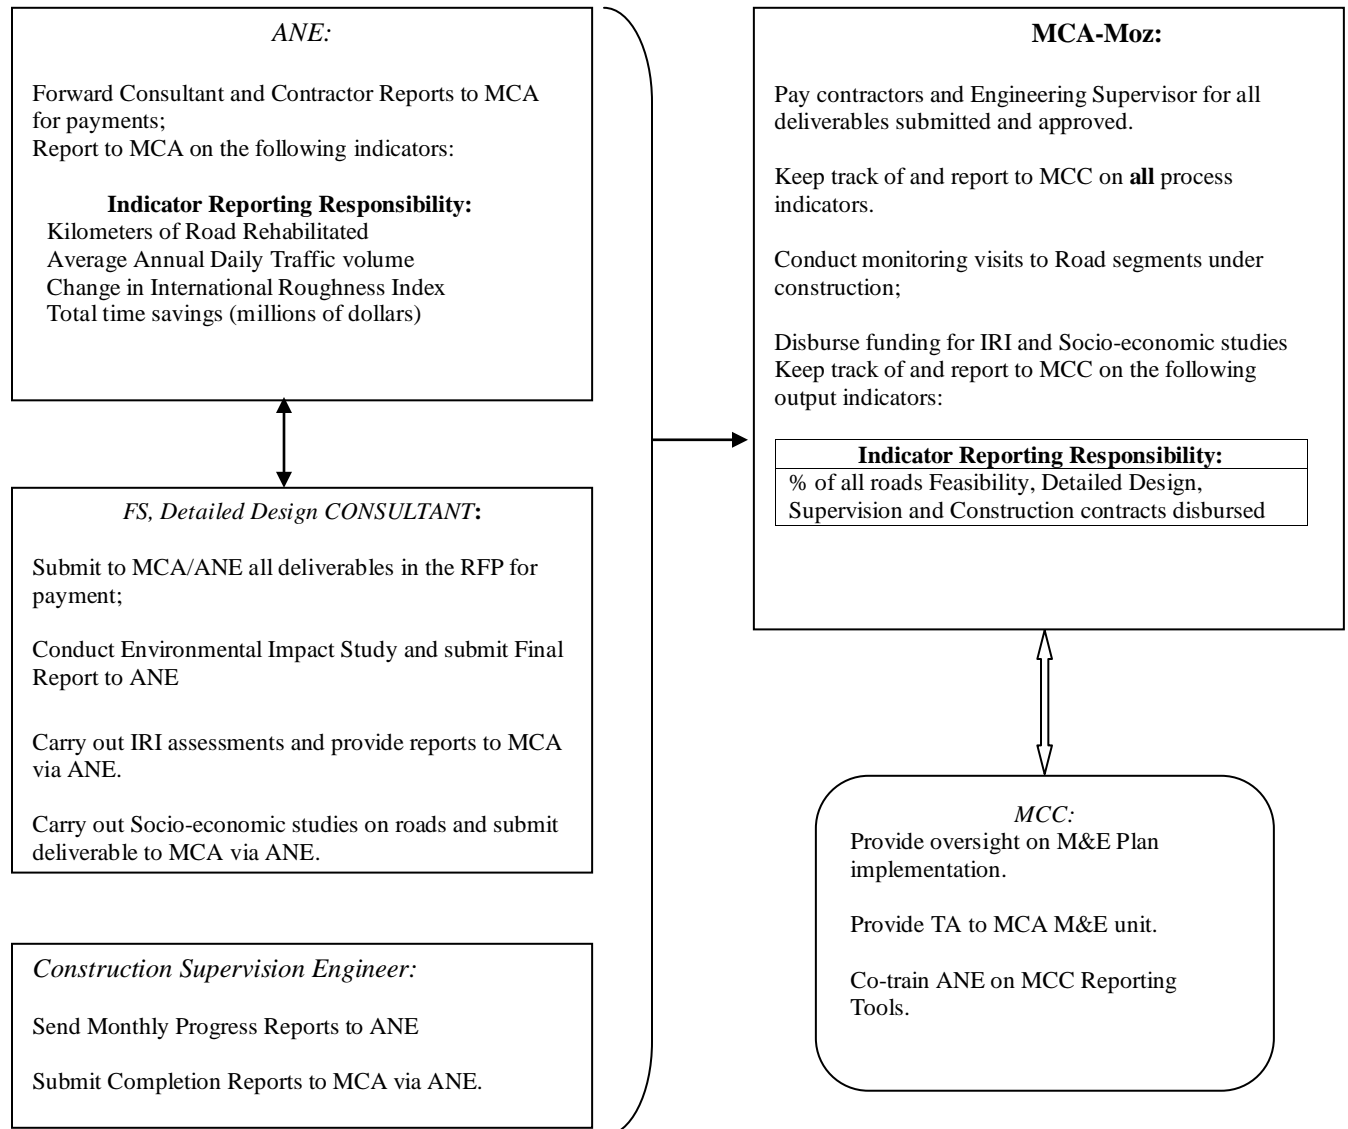 ANE:
Forward Consultant and Contractor Reports to MCA
for payments;
Report to MCA on the following indicators:
Indicator Reporting Responsibility:
Kilometers of Road Rehabilitated
Average Annual Daily Traffic volume
Change in International Roughness Index
Total time savings (millions of dollars)
FS, Detailed Design CONSULTANT:
Submit to MCA/ANE all deliverables in the RFP for
payment;
Conduct Environmental Impact Study and submit Final
Report to ANE
Carry out IRI assessments and provide reports to MCA
via ANE.
Carry out Socio-economic studies on roads and submit
deliverable to MCA via ANE.
Construction Supervision Engineer:
Send Monthly Progress Reports to ANE
Submit Completion Reports to MCA via ANE.
MCA-Moz:
Pay contractors and Engineering Supervisor for all
deliverables submitted and approved.
Keep track of and report to MCC on all process
indicators.
Conduct monitoring visits to Road segments under
construction;
Disburse funding for IRI and Socio-economic studies
Keep track of and report to MCC on the following
output indicators:
Indicator Reporting Responsibility:
% of all roads Feasibility, Detailed Design,
Supervision and Construction contracts disbursed
MCC:
Provide oversight on M&E Plan
implementation.
Provide TA to MCA M&E unit.
Co-train ANE on MCC Reporting
Tools.